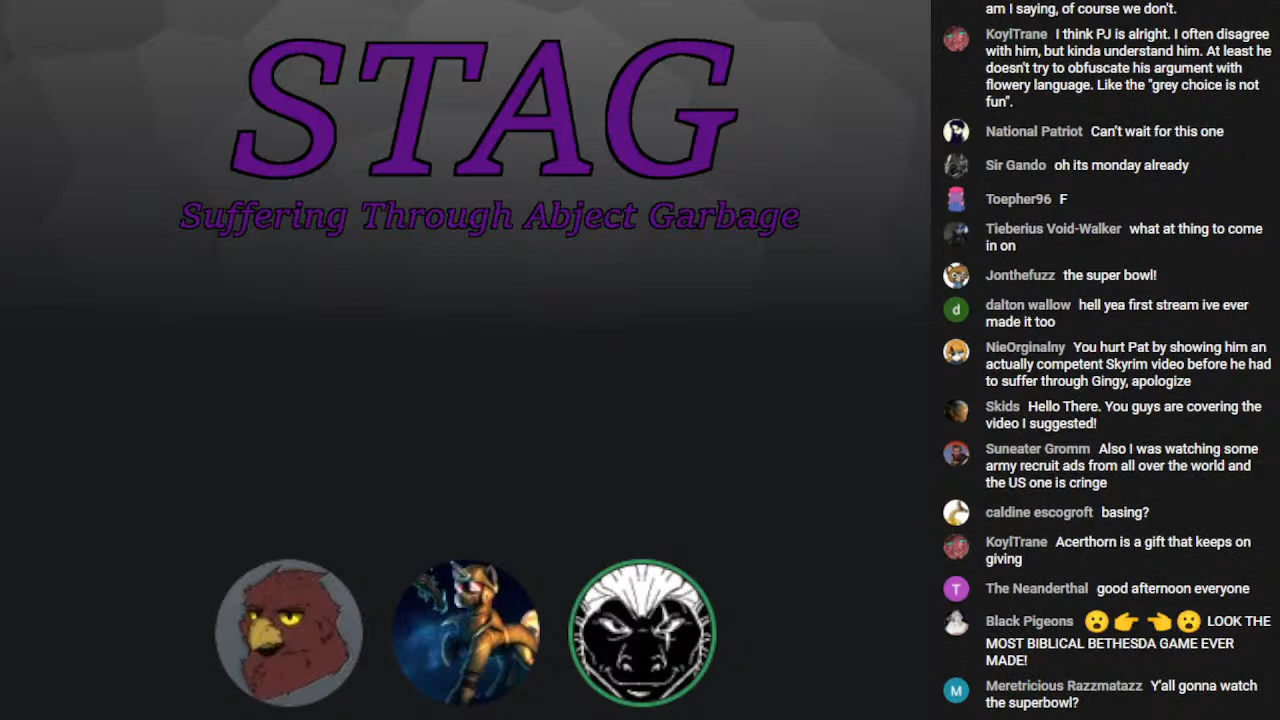 STAG
Suffering Through Abject Garbage
am I saying, of course we don't.
KoylTrane I think PJ is alright. I often disagree
with him, but kinda understand him. At least he
doesn't try to obfuscate his argument with
flowery language. Like the "grey choice is not
fun".
National Patriot Can't wait for this one
Sir Gando oh its monday already
Toepher96 F
Tieberius Void-Walker what at thing to come
in on
Jonthefuzz the super bowl!
d dalton wallow hell yea first stream ive ever
made it too
NieOrginalny You hurt Pat by showing him an
actually competent Skyrim video before he had
to suffer through Gingy, apologize
Skids Hello There. You guys are covering the
video I suggested!
Suneater Gromm Also I was watching some
army recruit ads from all over the world and
the US one is cringe
caldine escogroft basing?
KoylTrane Acerthorn is a gift that keeps on
giving
T The Neanderthal good afternoon everyone
Black Pigeons 😮👉👈😮 LOOK THE
MOST BIBLICAL BETHESDA GAME EVER
MADE!
M Meretricious Razzmatazz Y'all gonna watch
the superbowl?